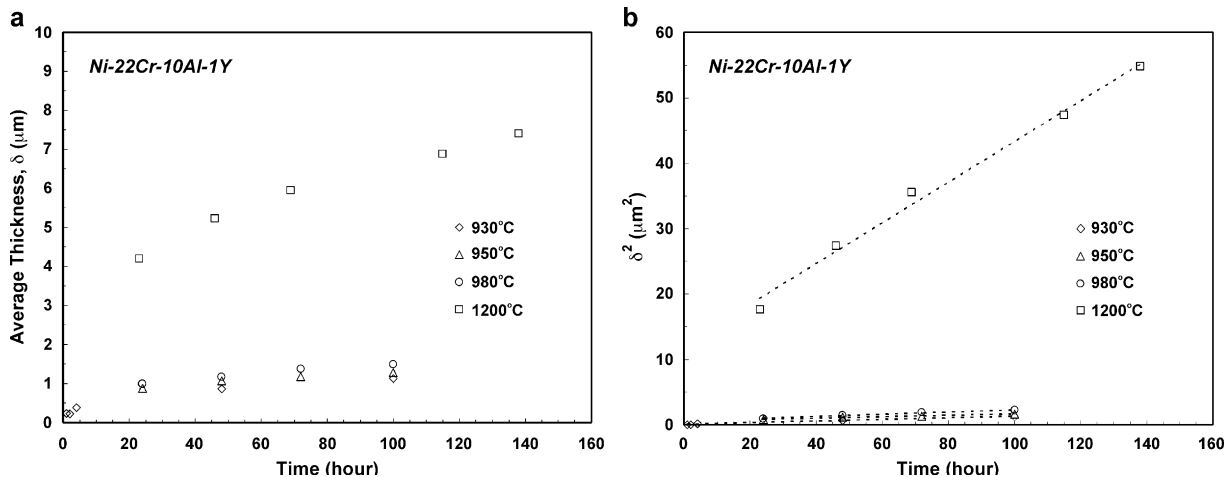 a
Ni-22Cr-10Al-1Y
Average Thickness, δ (μm)
10
9
8
7
6
5
4
3
2
1
0
0 20 40 60 80 100 120 140 160
Time (hour)
930°C
950°C
980°C
1200°C
b
Ni-22Cr-10Al-1Y
δ² (μm²)
60
50
40
30
20
10
0
0 20 40 60 80 100 120 140 160
Time (hour)
930°C
950°C
980°C
1200°C